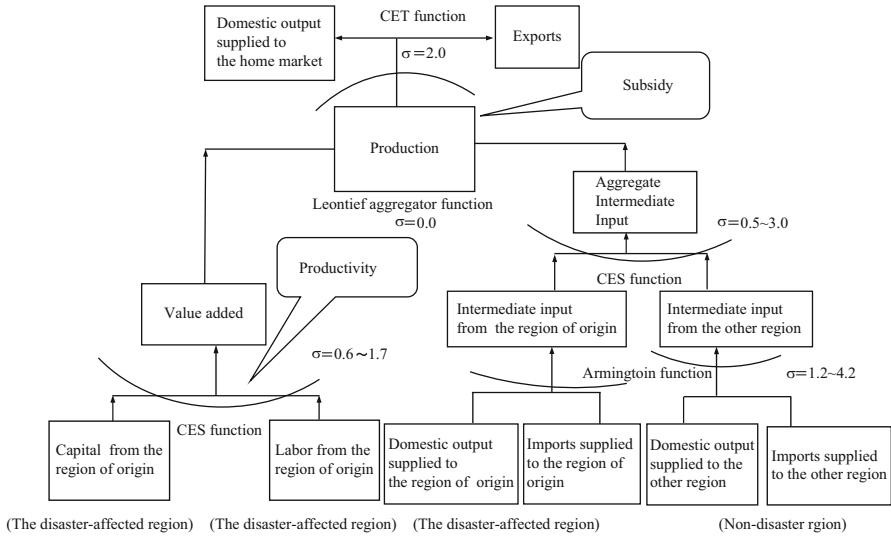 CET function
Domestic output
supplied to
the home market
Exports
σ=2.0
Subsidy
Production
Leontief aggregator function
σ=0.0
Aggregate
Intermediate
Input
σ=0.5~3.0
CES function
Productivity
Value added
Intermediate input
from the region of origin
Intermediate input
from the other region
σ=0.6~1.7
Armingtoin function
σ=1.2~4.2
CES function
Capital from the
region of origin
Labor from the
region of origin
Domestic output
supplied to
the region of origin
Imports supplied
to the region of
origin
Domestic output
supplied to the
other region
Imports supplied
to the other region
(The disaster-affected region)
(The disaster-affected region)
(The disaster-affected region)
(Non-disaster rgion)